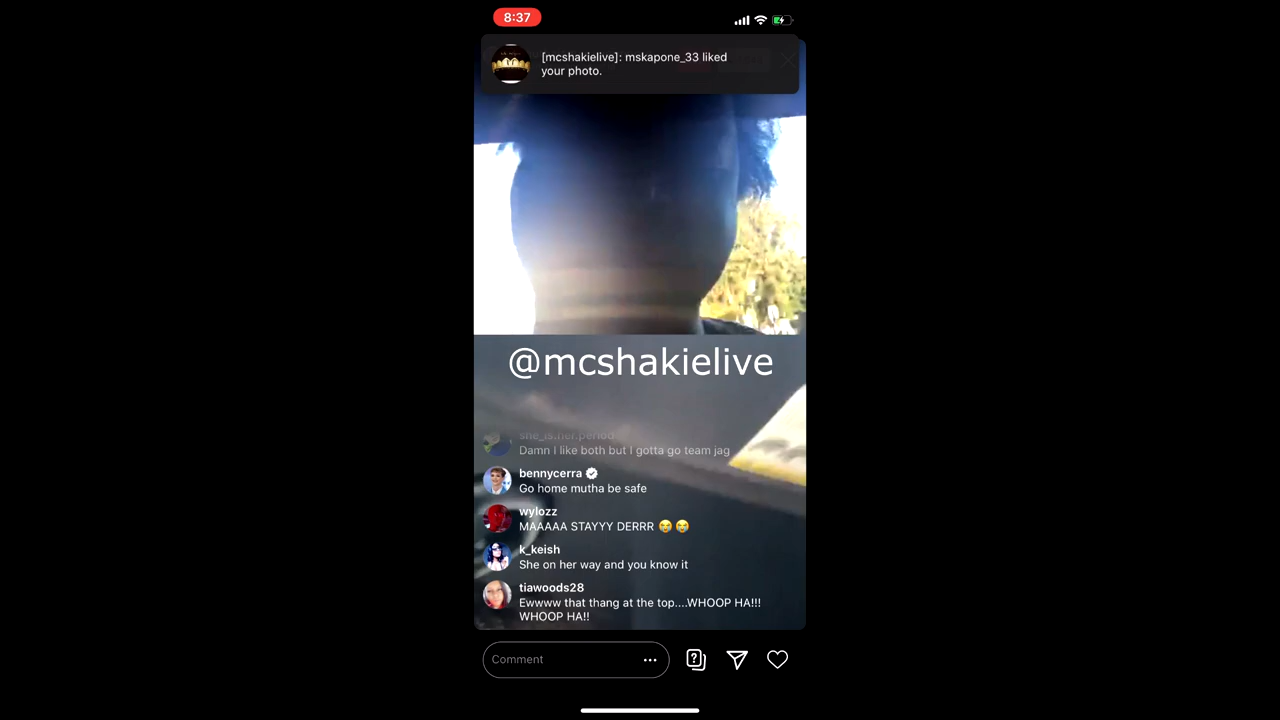 8:37
[mcshakielive]: mskapone_33 liked
your photo.
@mcshakielive
she_is.her.period
Damn I like both but I gotta go team jag
bennycerra
Go home mutha be safe
wylozz
MAAAAA STAYYY DERRR 😭 😭
k_keish
She on her way and you know it
tiawoods28
Ewwww that thang at the top....WHOOP HA!!!
WHOOP HA!!
Comment